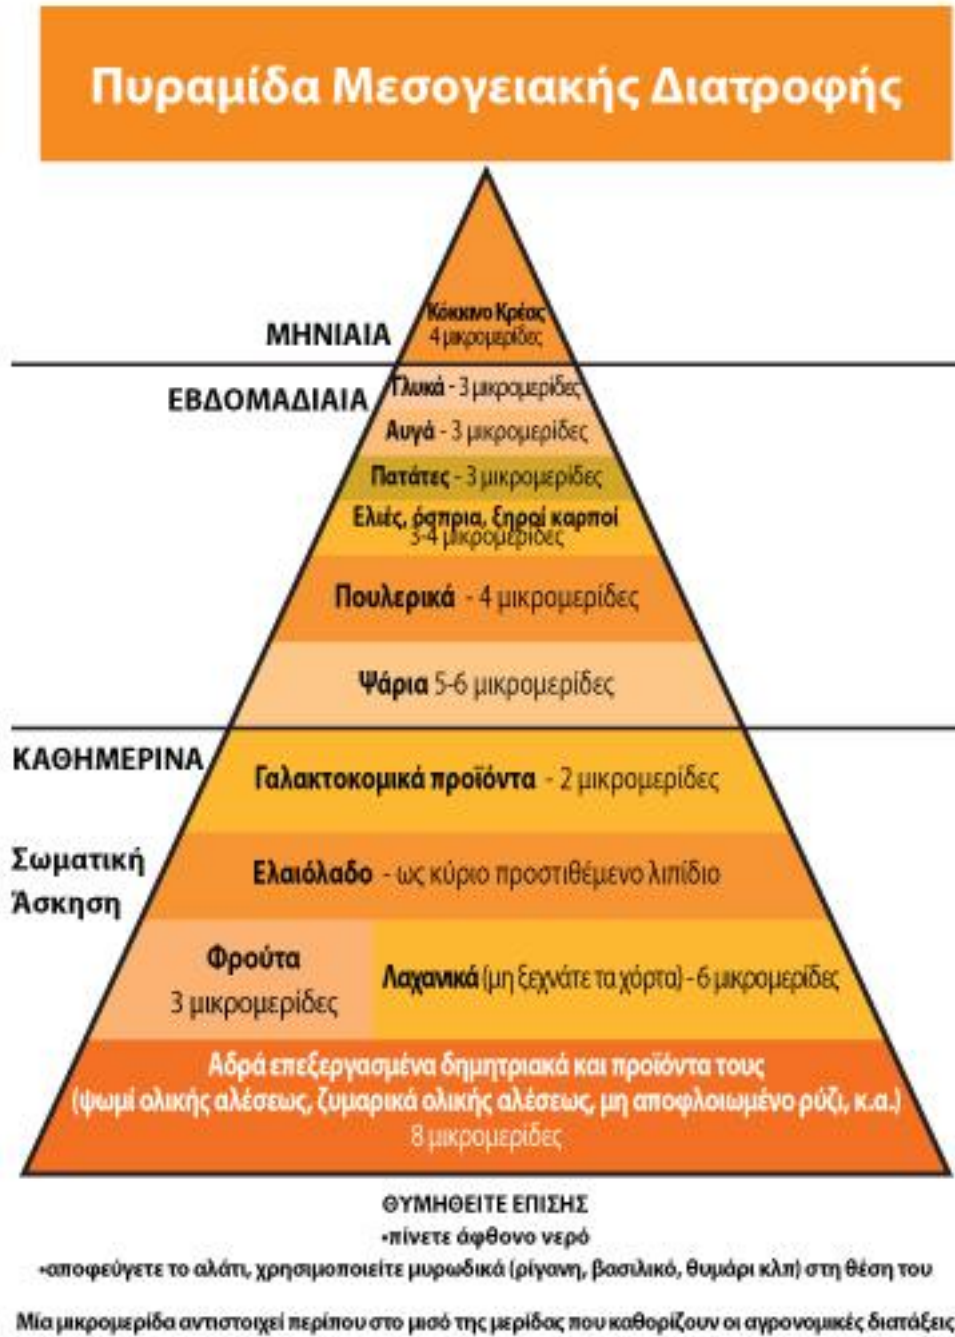 Πυραμίδα Μεσογειακής Διατροφής
Κόκκινο Κρέας
4 μικρομερίδες
ΜΗΝΙΑΙΑ
ΕΒΔΟΜΑΔΙΑΙΑ
Γλυκά - 3 μικρομερίδες
Αυγά - 3 μικρομερίδες
Πατάτες - 3 μικρομερίδες
Ελιές, όσπρια, ξηροί καρποί
3-4 μικρομερίδες
Πουλερικά - 4 μικρομερίδες
Ψάρια 5-6 μικρομερίδες
ΚΑΘΗΜΕΡΙΝΑ
Γαλακτοκομικά προϊόντα - 2 μικρομερίδες
Σωματική
Άσκηση
Ελαιόλαδο - ως κύριο προστιθέμενο λιπίδιο
Φρούτα
3 μικρομερίδες
Λαχανικά (μη ξεχνάτε τα χόρτα) - 6 μικρομερίδες
Αδρά επεξεργασμένα δημητριακά και προϊόντα τους
(ψωμί ολικής αλέσεως, ζυμαρικά ολικής αλέσεως, μη αποφλοιωμένο ρύζι, κ.α.)
8 μικρομερίδες
ΘΥΜΗΘΕΙΤΕ ΕΠΙΣΗΣ
•πίνετε άφθονο νερό
•αποφεύγετε το αλάτι, χρησιμοποιείτε μυρωδικά (ρίγανη, βασιλικό, θυμάρι κλπ) στη θέση του
Μία μικρομερίδα αντιστοιχεί περίπου στο μισό της μερίδας που καθορίζουν οι αγρονομικές διατάξεις